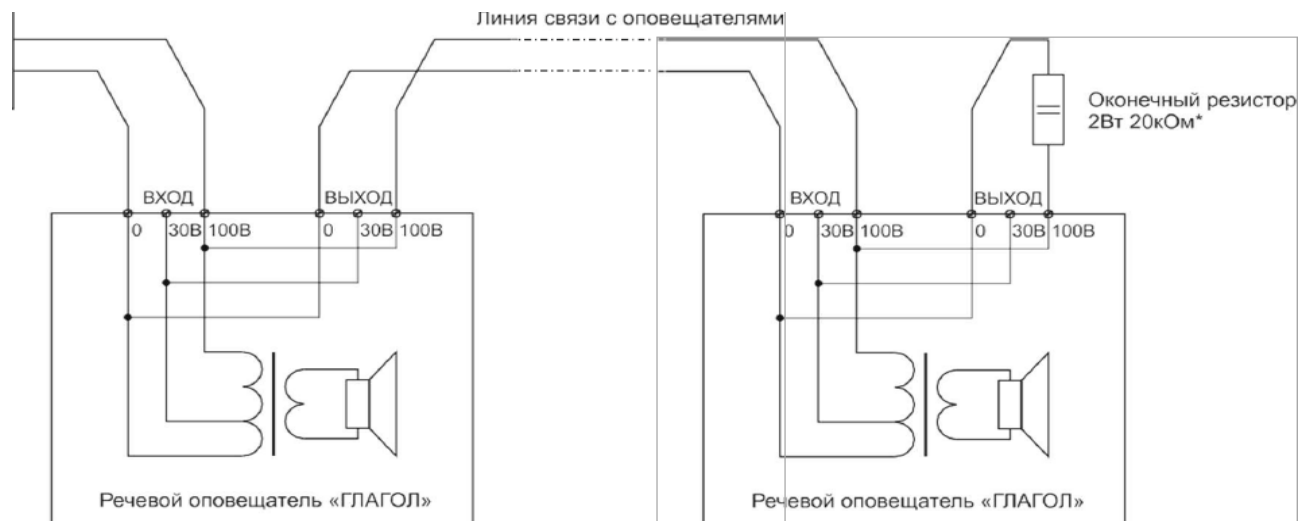 Линия связи с оповещателями
Оконечный резистор
2Вт 20кОм*
ВХОД ВЫХОД ВХОД ВЫХОД
0 30В 100В 0 30В 100В 0 30В 100В 0 30В 100В
Речевой оповещатель «ГЛАГОЛ» Речевой оповещатель «ГЛАГОЛ»